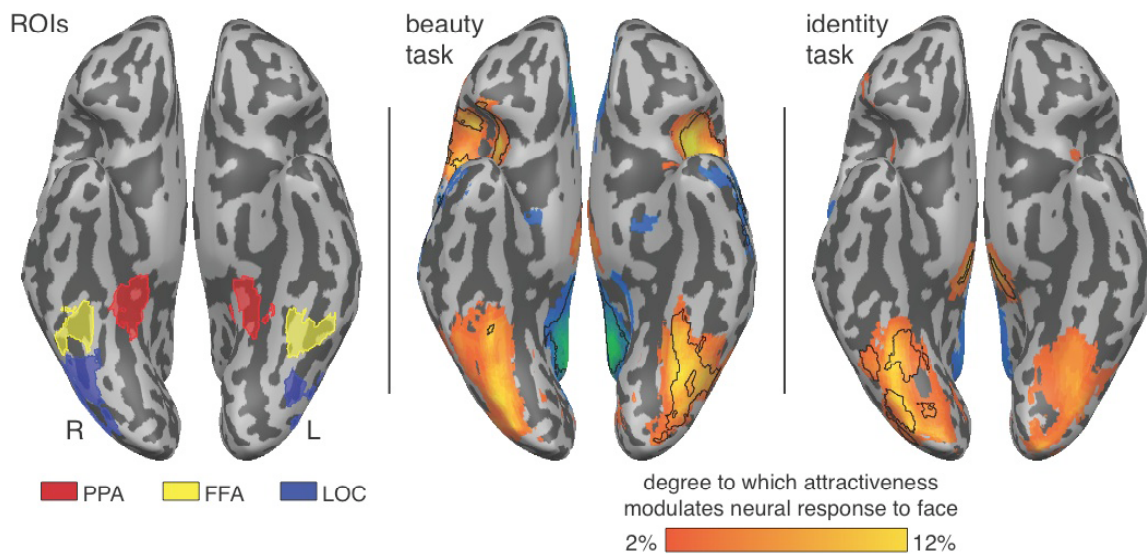 ROIs
beauty
task
identity
task
R
L
PPA
FFA
LOC
degree to which attractiveness
modulates neural response to face
2%
12%